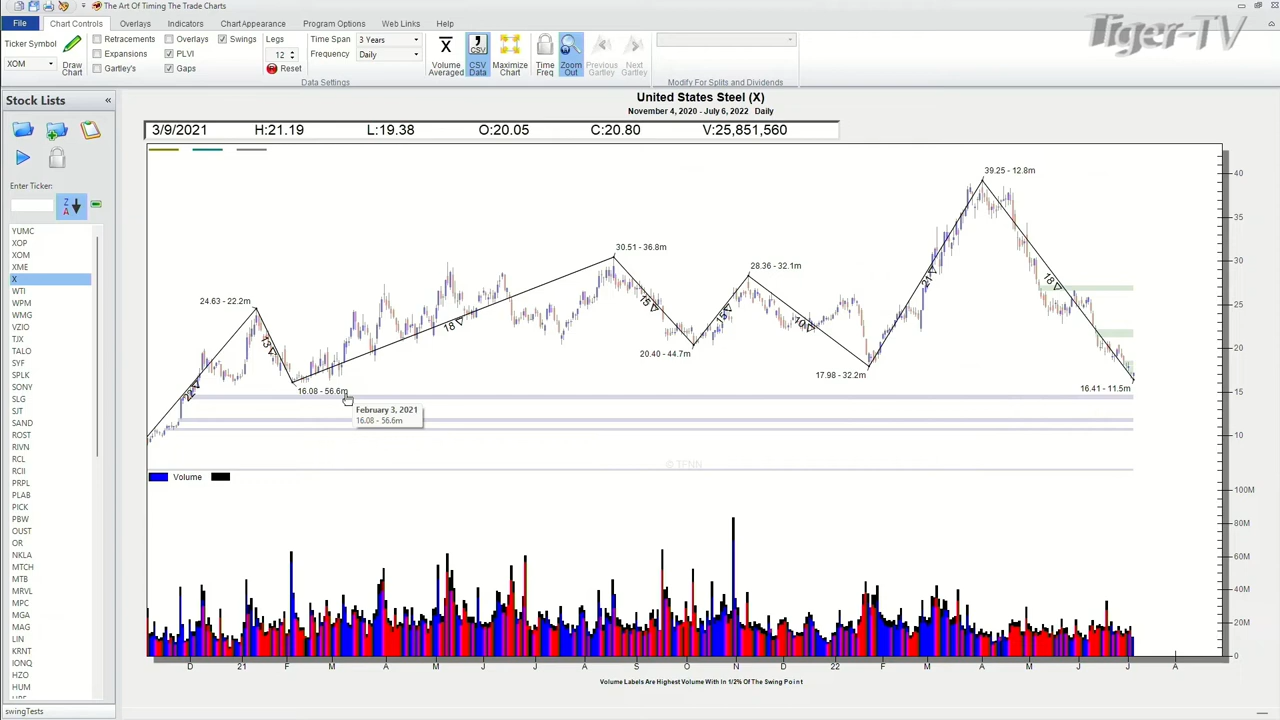 The Art Of Timing The Trade Charts
File Chart Controls Overlays Indicators Chart Appearance Program Options Web Links Help
Tiger-TV
Ticker Symbol
XOM
Draw Chart
Retracements Overlays Swings
Expansions PLVI
Gartley's Gaps
Legs
12
Reset
Time Span 3 Years
Frequency Daily
Data Settings
Volume Averaged
CSV Data
Maximize Chart
Time Freq
Zoom Out
Previous Gartley
Next Gartley
Modify For Splits and Dividends
Stock Lists
Enter Ticker:
YUMC
XOP
XOM
XME
X
WTI
WPM
WMG
VZIO
TJX
TALO
SYF
SPLK
SONY
SLG
SJT
SAND
ROST
RIVN
RCL
RCII
PRPL
PLAB
PICK
PBW
OUST
OR
NKLA
MTCH
MTB
MRVL
MPC
MGA
MAG
LIN
KRNT
IONQ
HZO
HUM
swingTests
United States Steel (X)
November 4, 2020 - July 6, 2022 Daily
3/9/2021 H:21.19 L:19.38 O:20.05 C:20.80 V:25,851,560
39.25 - 12.8m
30.51 - 36.8m
28.36 - 32.1m
24.63 - 22.2m
20.40 - 44.7m
17.98 - 32.2m
16.41 - 11.5m
16.08 - 56.6m
22
13
18
15
15
10
21
18
February 3, 2021
16.08 - 56.6m
© TFNN
40
35
30
25
20
15
10
Volume
100M
80M
60M
40M
20M
0
D 21 F M A M J J A S O N D 22 F M A M J J A
Volume Labels Are Highest Volume With In 1/2% Of The Swing Point